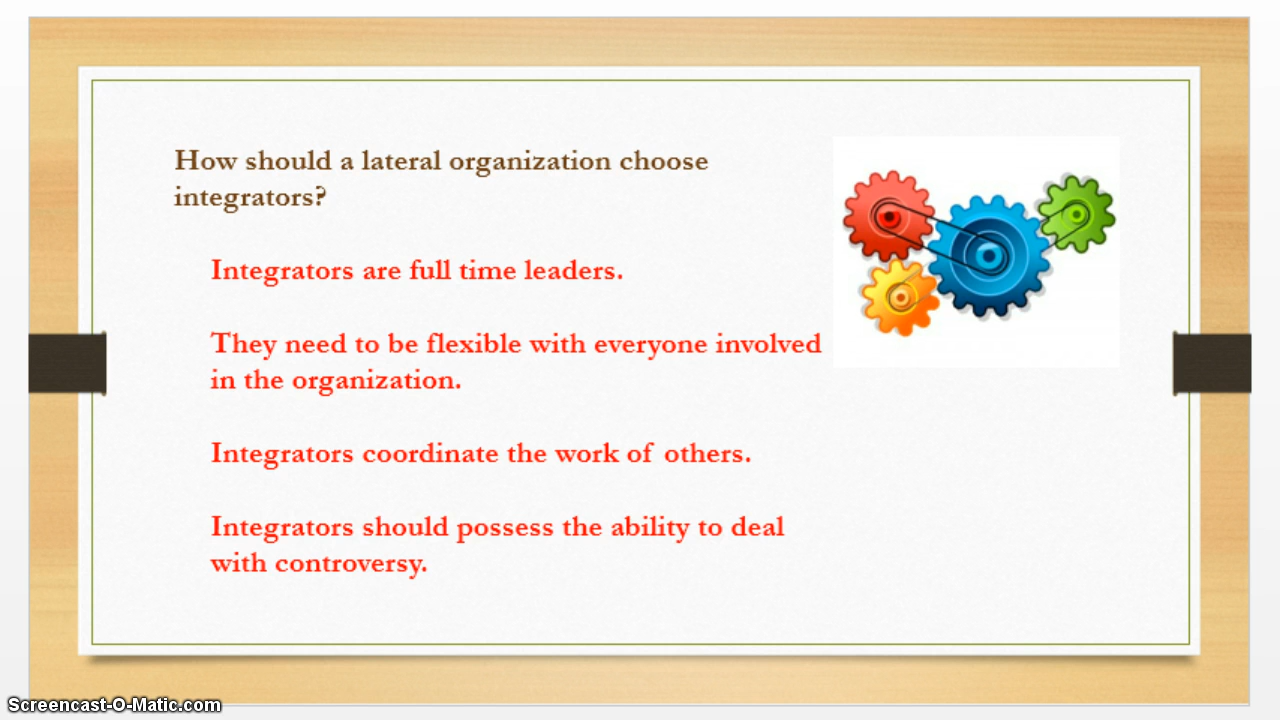 How should a lateral organization choose
integrators?
Integrators are full time leaders.
They need to be flexible with everyone involved
in the organization.
Integrators coordinate the work of others.
Integrators should possess the ability to deal
with controversy.
Screencast-O-Matic.com